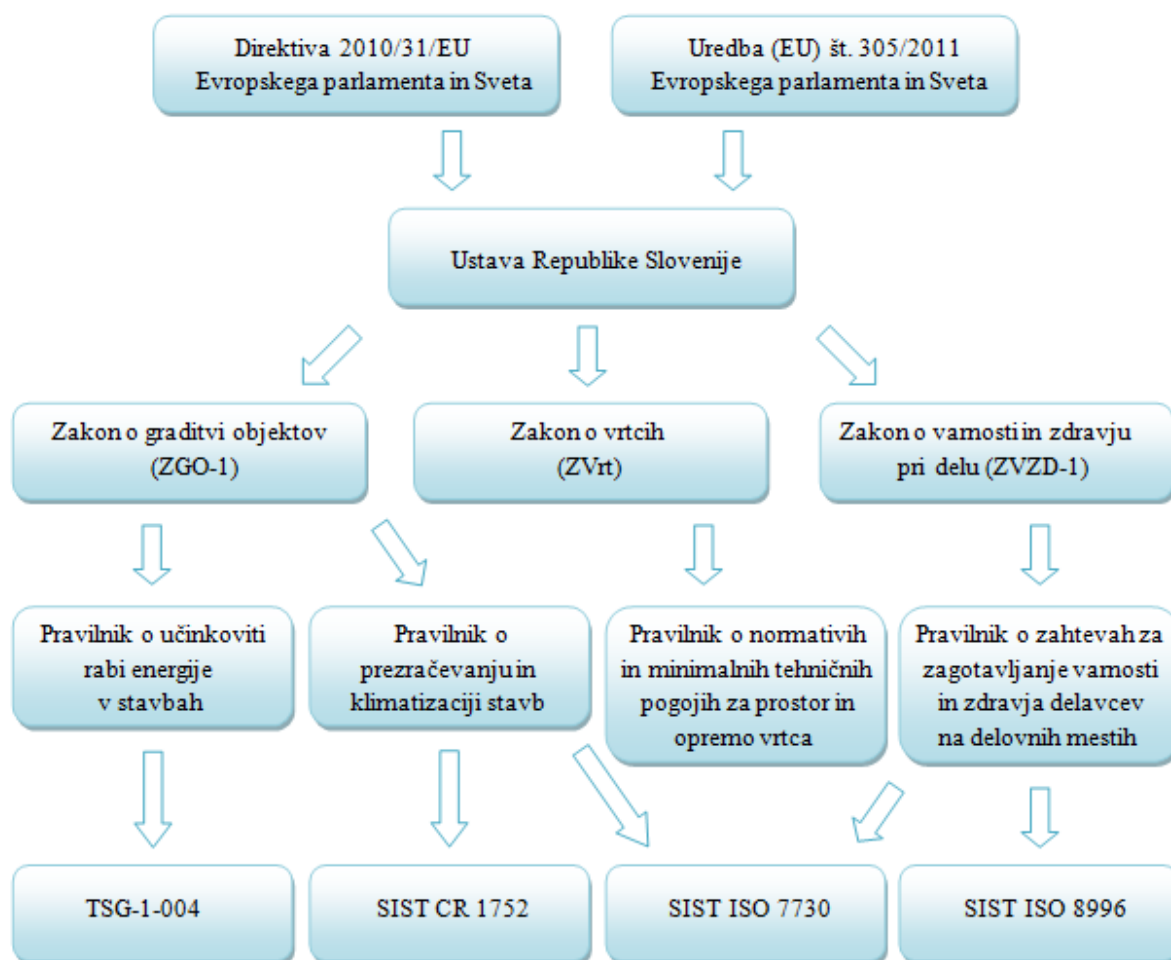 Direktiva 2010/31/EU
Evropskega parlamenta in Sveta
Uredba (EU) št. 305/2011
Evropskega parlamenta in Sveta
Ustava Republike Slovenije
Zakon o graditvi objektov
(ZGO-1)
Zakon o vrtcih
(ZVrt)
Zakon o varnosti in zdravju
pri delu (ZVZD-1)
Pravilnik o učinkoviti
rabi energije
v stavbah
Pravilnik o
prezračevanju in
klimatizaciji stavb
Pravilnik o normativih
in minimalnih tehničnih
pogojih za prostor in
opremo vrtca
Pravilnik o zahtevah za
zagotavljanje varnosti
in zdravja delavcev
na delovnih mestih
TSG-1-004
SIST CR 1752
SIST ISO 7730
SIST ISO 8996